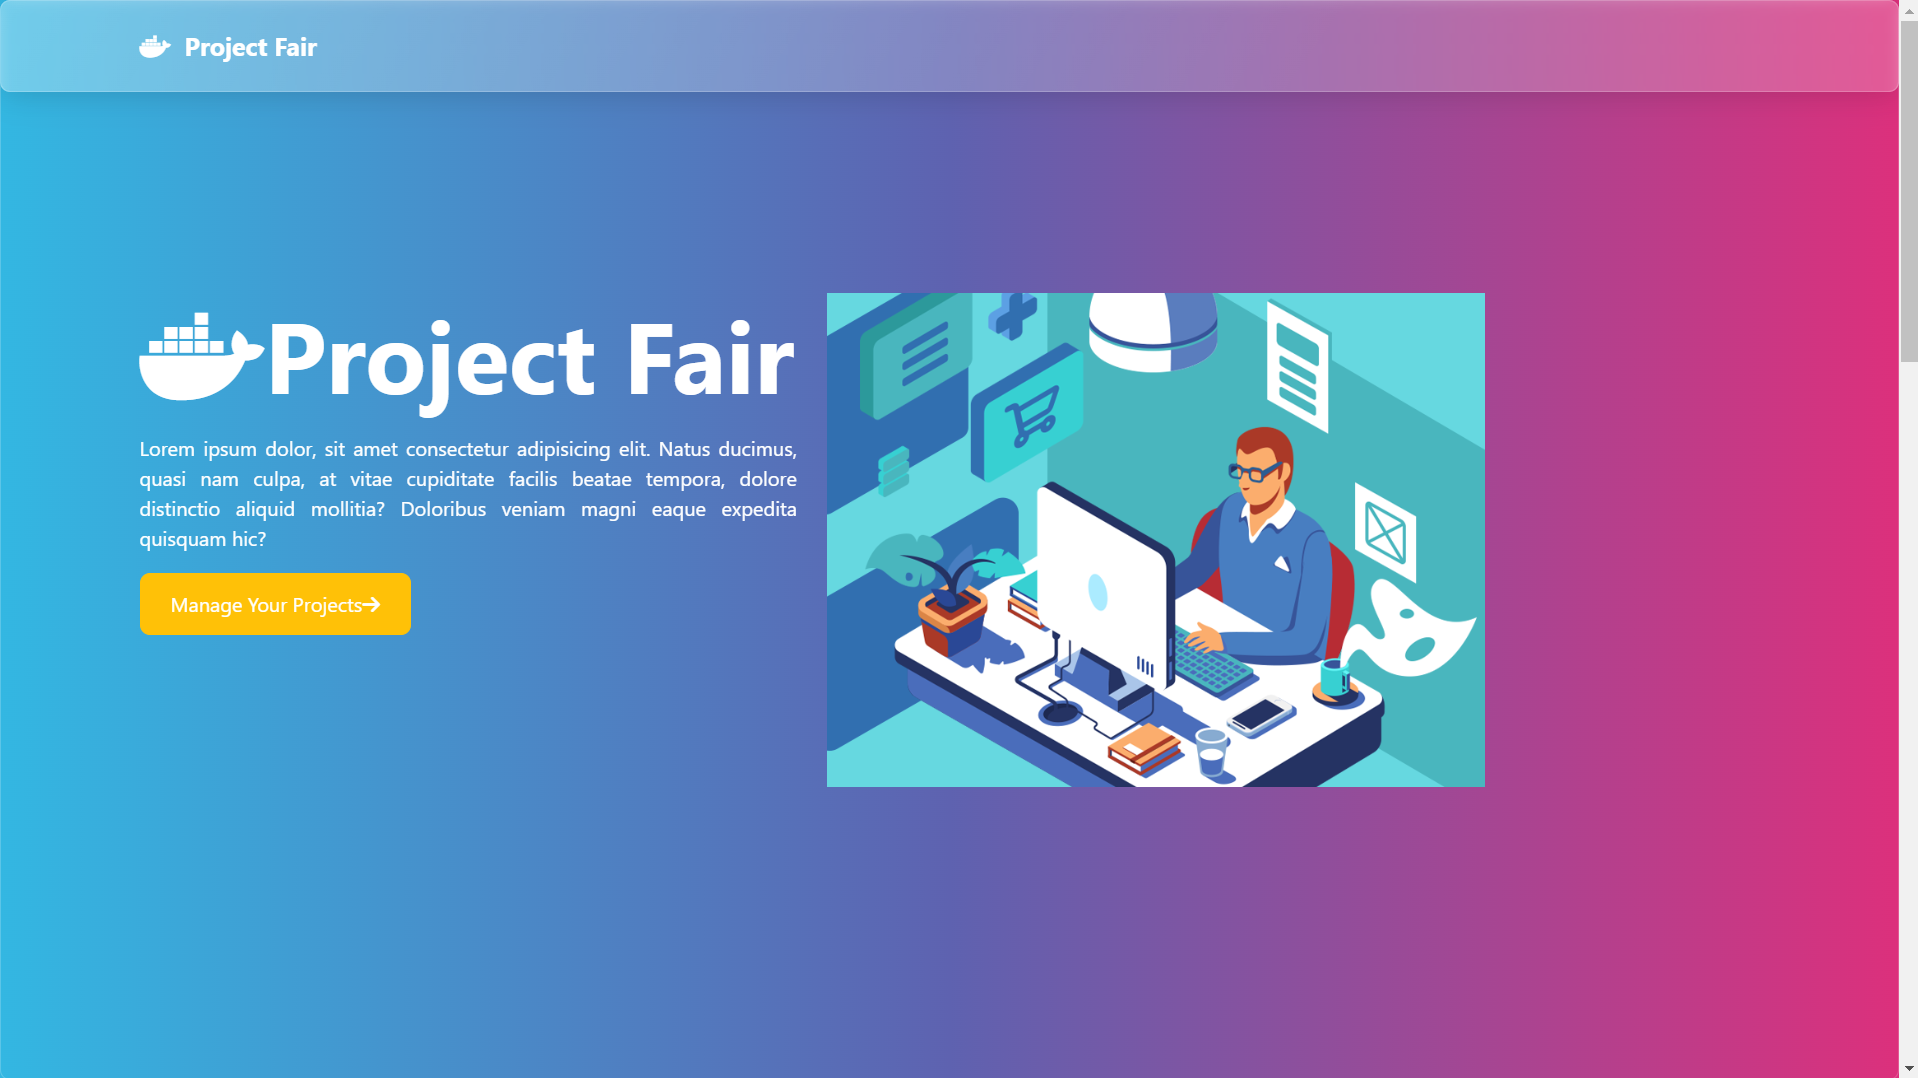 Project Fair
Project Fair
Lorem ipsum dolor, sit amet consectetur adipisicing elit. Natus ducimus,
quasi nam culpa, at vitae cupiditate facilis beatae tempora, dolore
distinctio aliquid mollitia? Doloribus veniam magni eaque expedita
quisquam hic?
Manage Your Projects